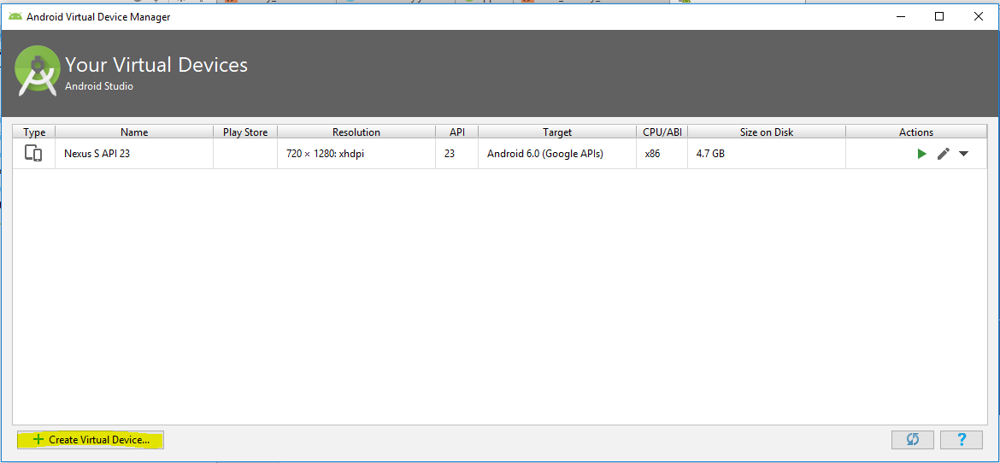 Android Virtual Device Manager
Your Virtual Devices
Android Studio
Type Name Play Store Resolution API Target CPU/ABI Size on Disk Actions
Nexus S API 23 720 × 1280: xhdpi 23 Android 6.0 (Google APIs) x86 4.7 GB
+ Create Virtual Device...
?